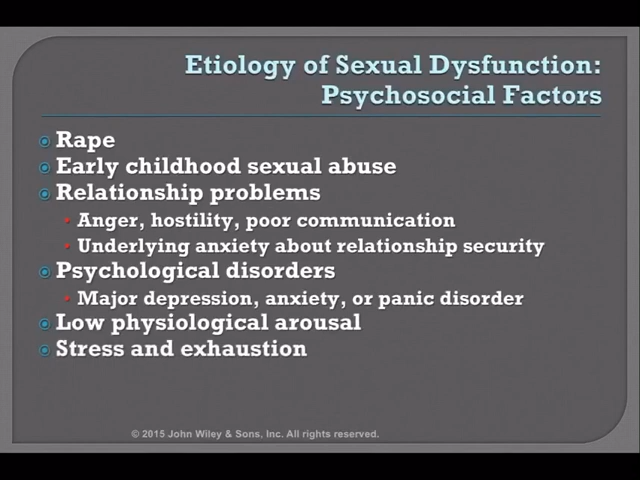 Etiology of Sexual Dysfunction:
Psychosocial Factors
Rape
Early childhood sexual abuse
Relationship problems
Anger, hostility, poor communication
Underlying anxiety about relationship security
Psychological disorders
Major depression, anxiety, or panic disorder
Low physiological arousal
Stress and exhaustion
© 2015 John Wiley & Sons, Inc. All rights reserved.